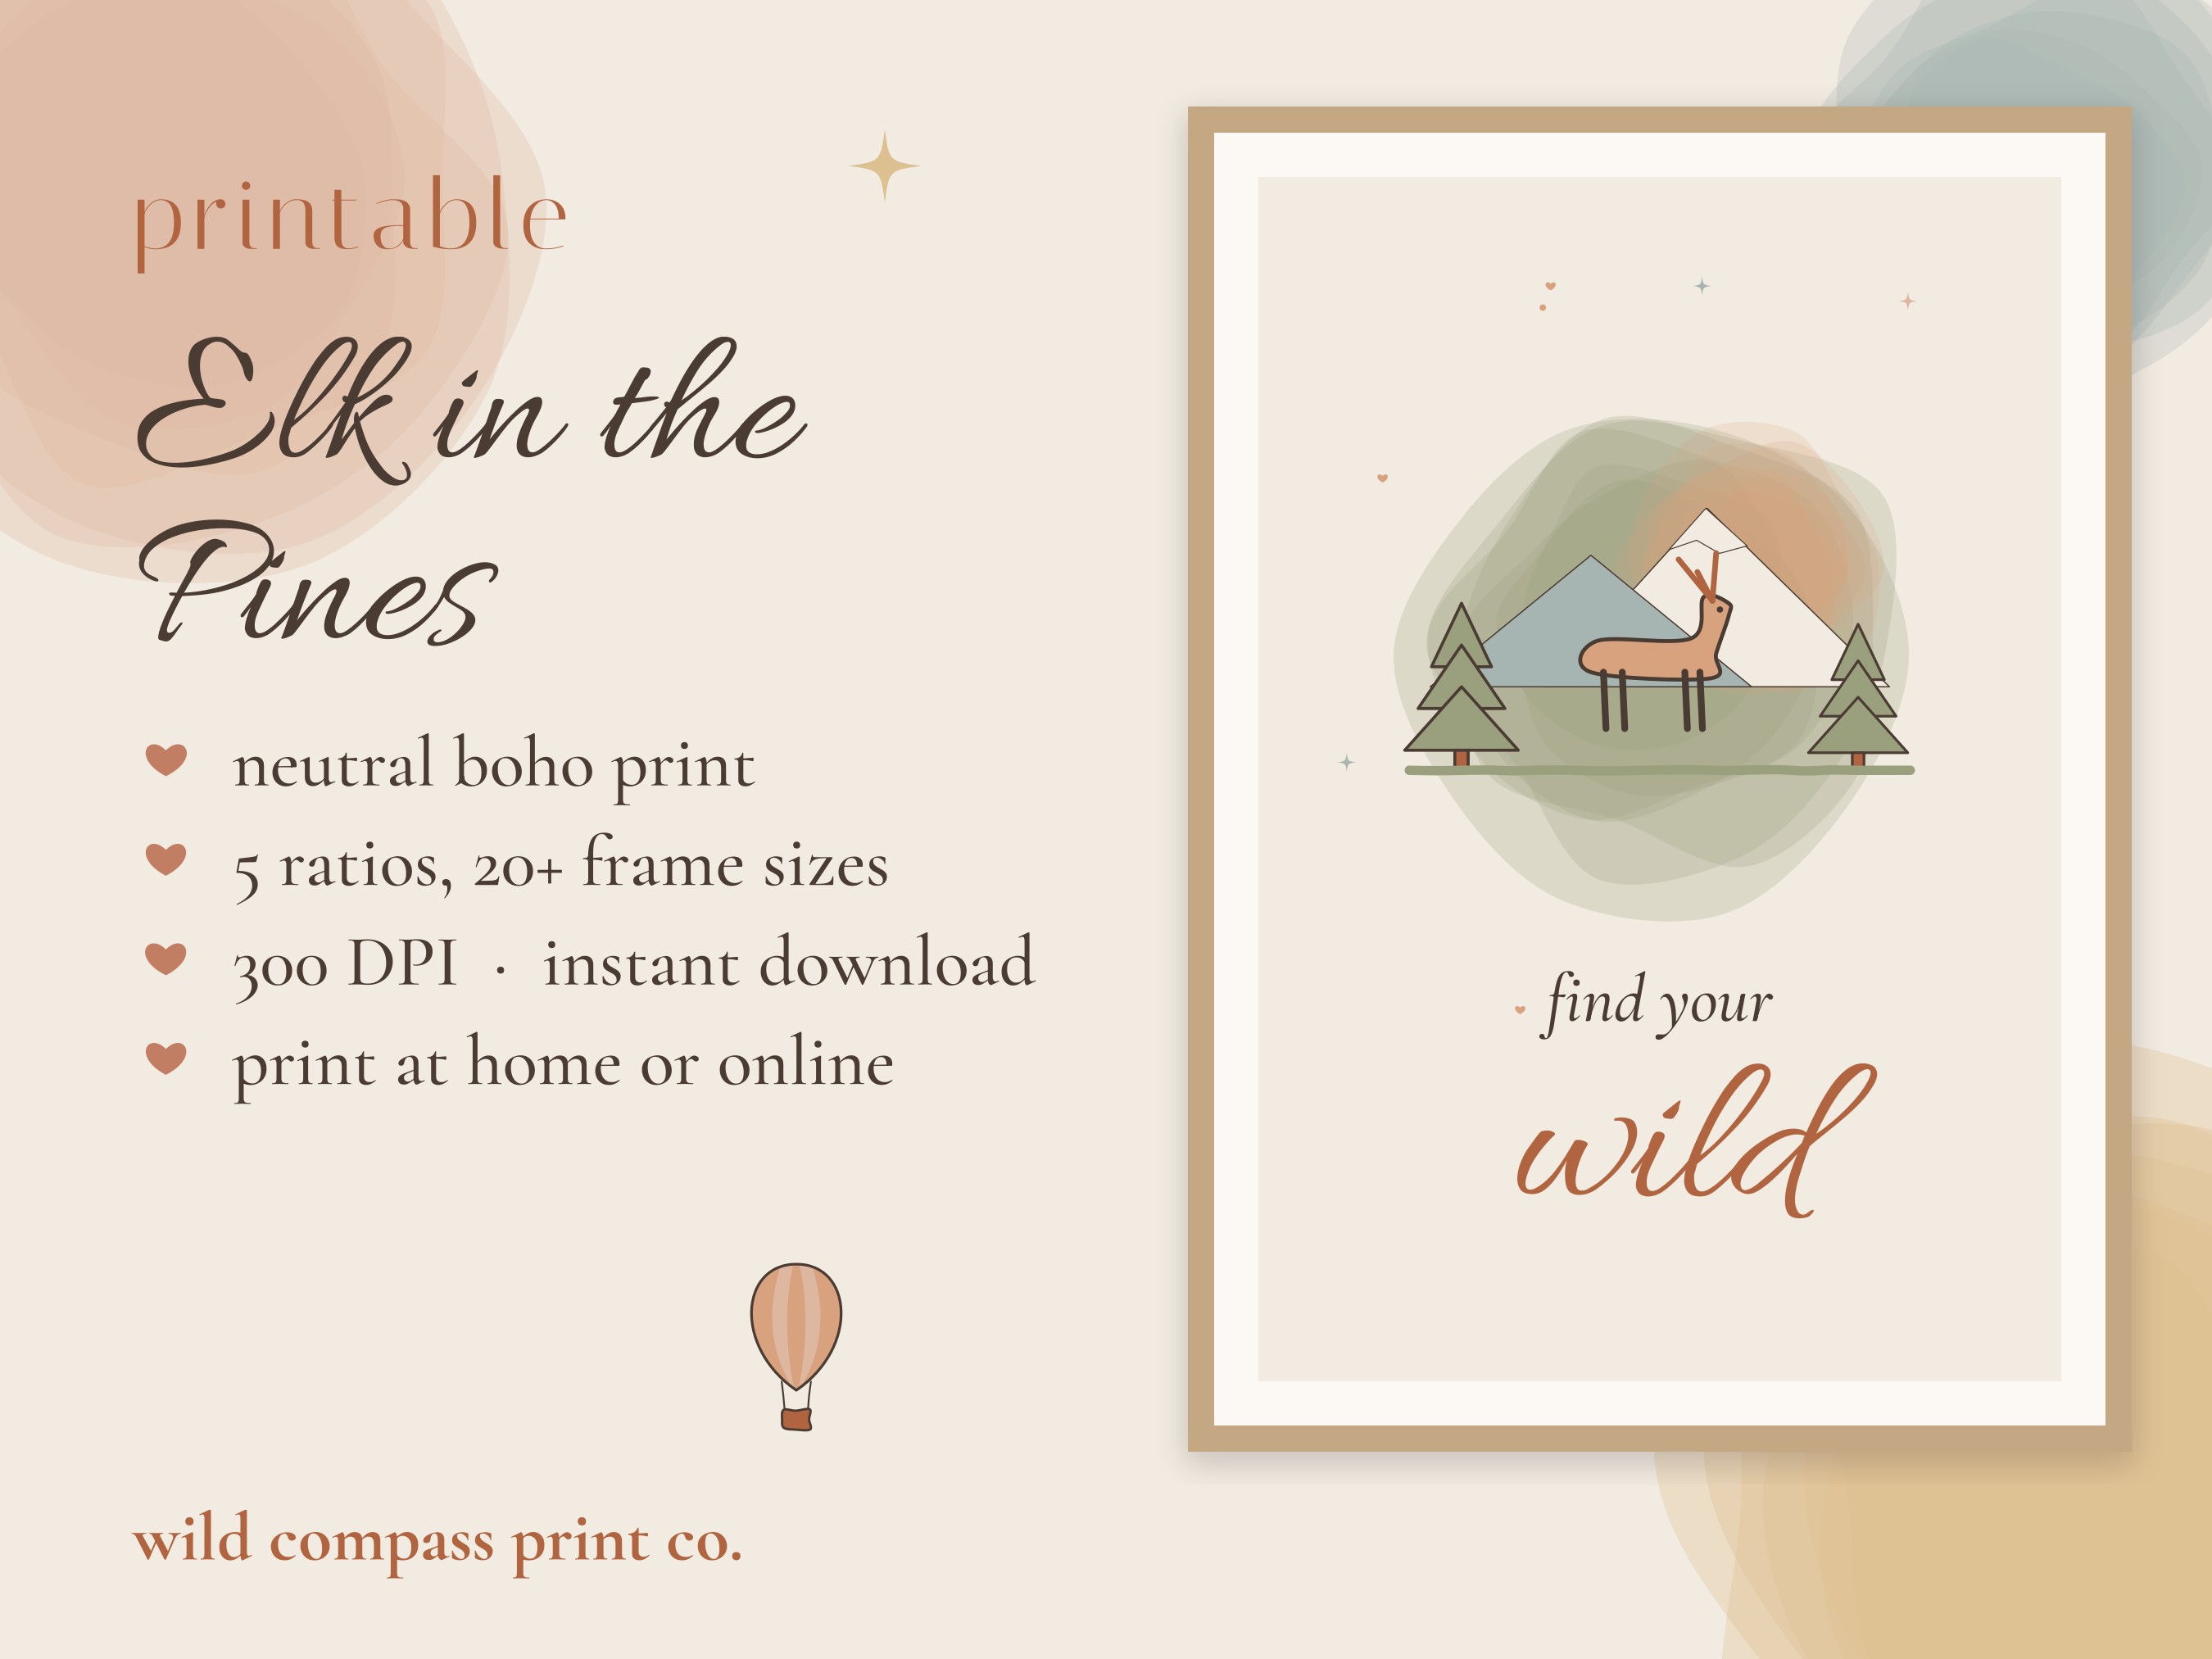 printable
Elk in the
Pines
neutral boho print
5 ratios, 20+ frame sizes
300 DPI · instant download
print at home or online
wild compass print co.
find your
wild